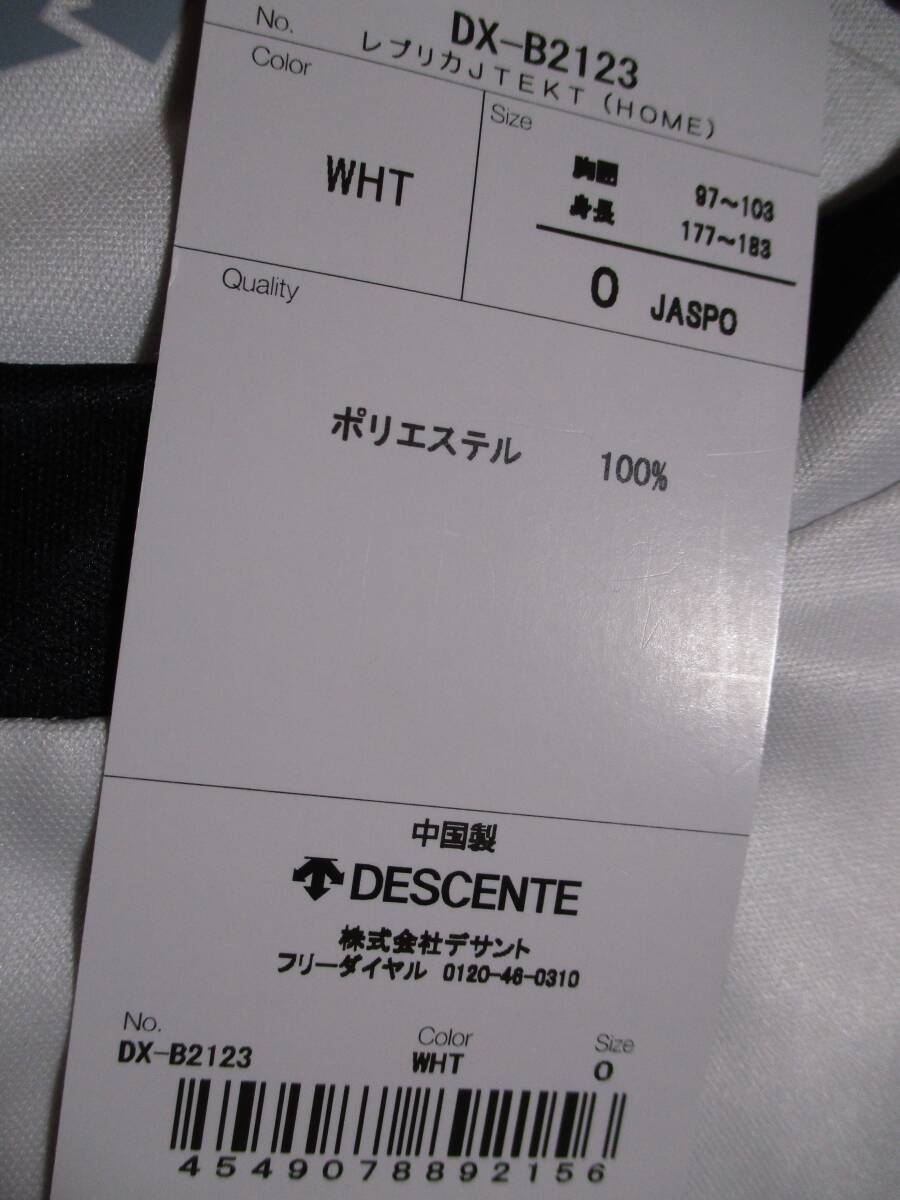 No. DX-B2123
レプリカJTEKT (HOME)
Color
WHT
Size
胸囲 97~103
身長 177~183
O JASPO
Quality
ポリエステル 100%
中国製
DESCENTE
株式会社デサント
フリーダイヤル 0120-46-0310
No. Color Size
DX-B2123 WHT O
4549078892156